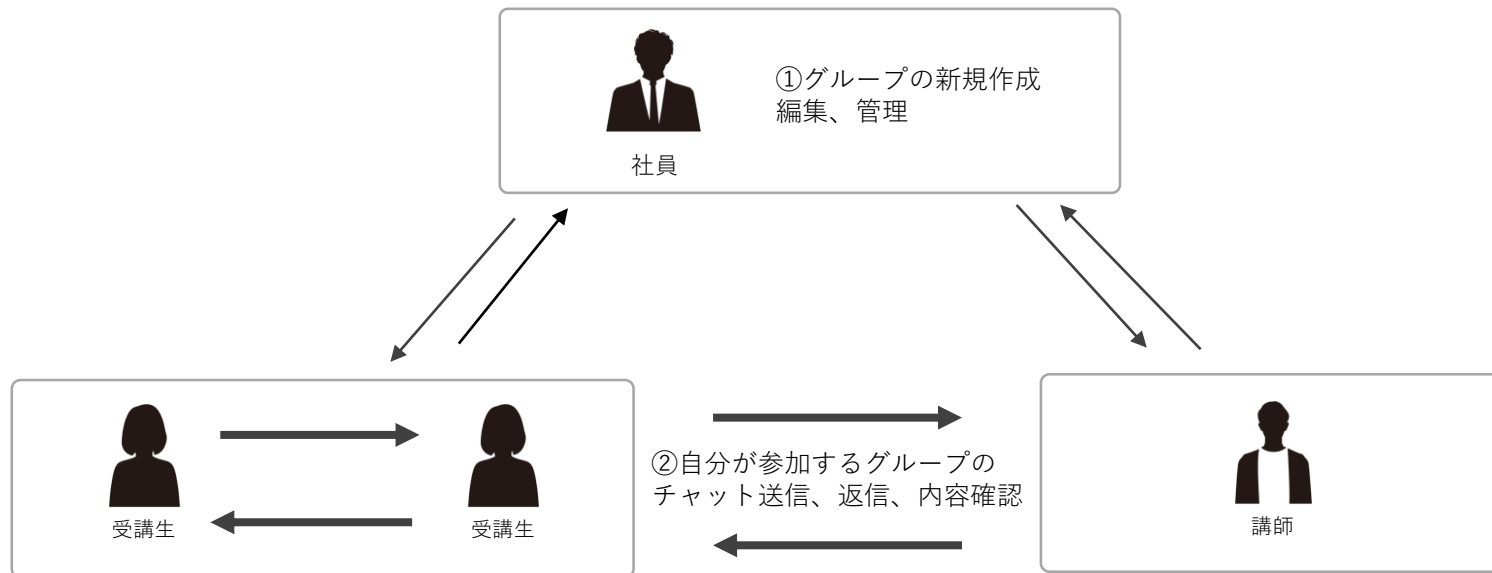 ①グループの新規作成
編集、管理
社員
②自分が参加するグループの
チャット送信、返信、内容確認
受講生
受講生
講師